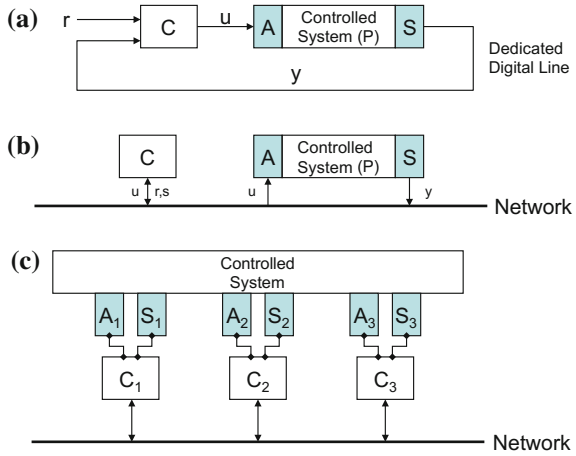 (a)
r
C
u
A
Controlled
System (P)
S
y
Dedicated
Digital Line
(b)
C
A
Controlled
System (P)
S
u
r,s
u
y
Network
(c)
Controlled
System
A1
S1
A2
S2
A3
S3
C1
C2
C3
Network